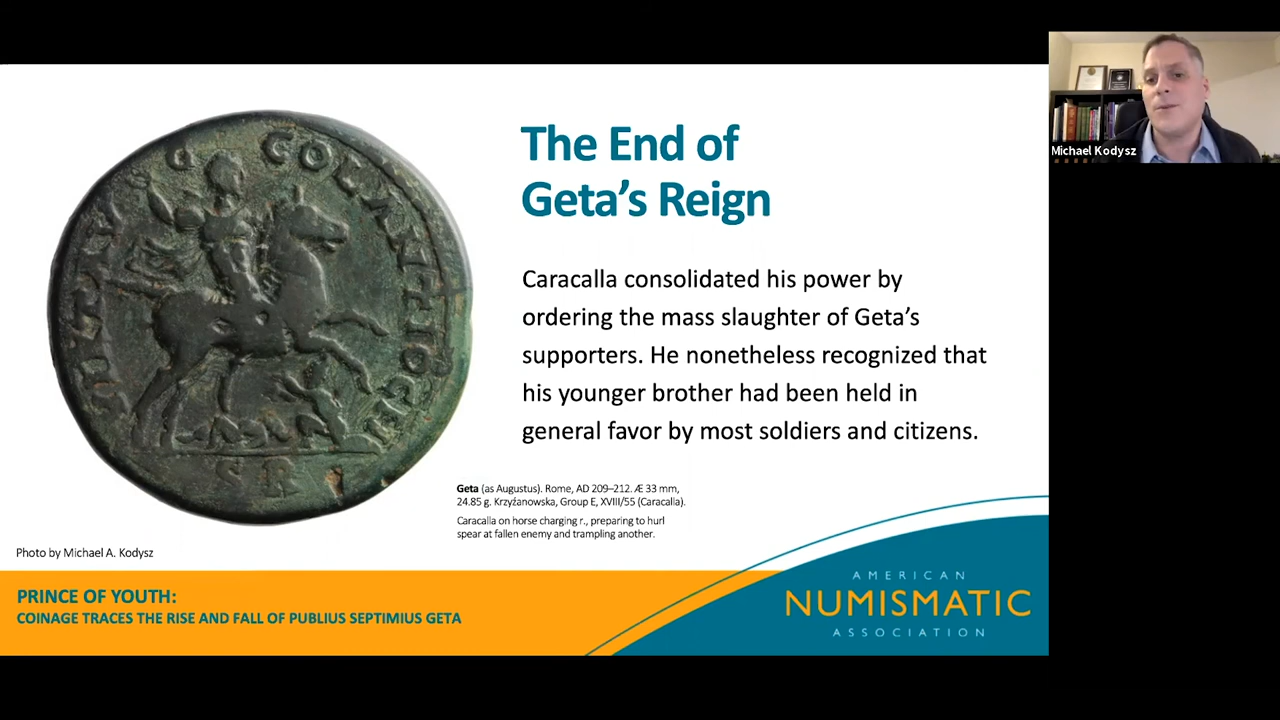 The End of
Geta's Reign
Caracalla consolidated his power by
ordering the mass slaughter of Geta's
supporters. He nonetheless recognized that
his younger brother had been held in
general favor by most soldiers and citizens.
Geta (as Augustus). Rome, AD 209–212. Æ 33 mm,
24.85 g. Krzyźanowska, Group E, XVIII/55 (Caracalla).
Caracalla on horse charging r., preparing to hurl
spear at fallen enemy and trampling another.
Photo by Michael A. Kodysz
PRINCE OF YOUTH:
COINAGE TRACES THE RISE AND FALL OF PUBLIUS SEPTIMIUS GETA
AMERICAN
NUMISMATIC
ASSOCIATION
Michael Kodysz
COL ANTIOCH
SR